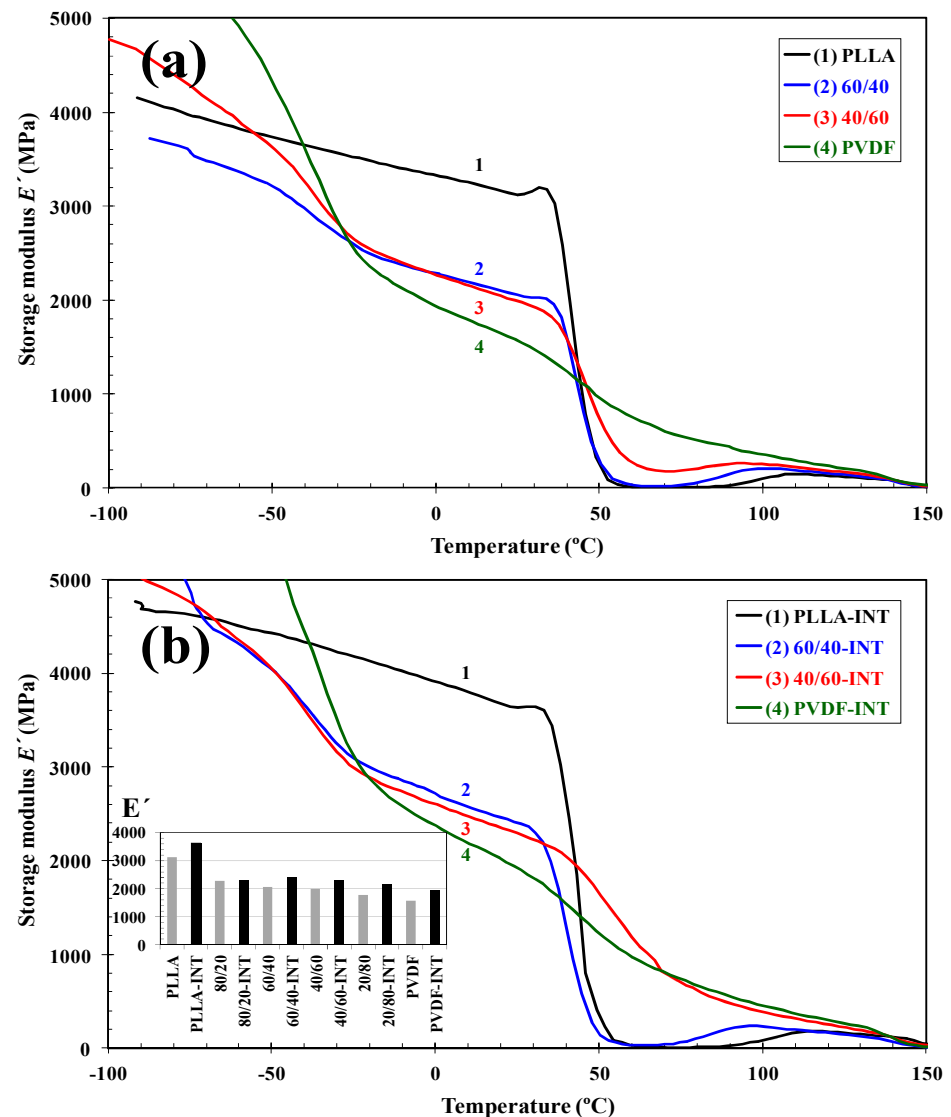 (a)
5000
4000
3000
2000
1000
0
Storage modulus E´ (MPa)
(1) PLLA
(2) 60/40
(3) 40/60
(4) PVDF
1
2
3
4
-100 -50 0 50 100 150
Temperature (ºC)
(b)
5000
4000
3000
2000
1000
0
Storage modulus E´ (MPa)
(1) PLLA-INT
(2) 60/40-INT
(3) 40/60-INT
(4) PVDF-INT
1
2
3
4
E´
4000
3000
2000
1000
0
PLLA
PLLA-INT
80/20
80/20-INT
60/40
60/40-INT
40/60
40/60-INT
20/80
20/80-INT
PVDF
PVDF-INT
-100 -50 0 50 100 150
Temperature (ºC)